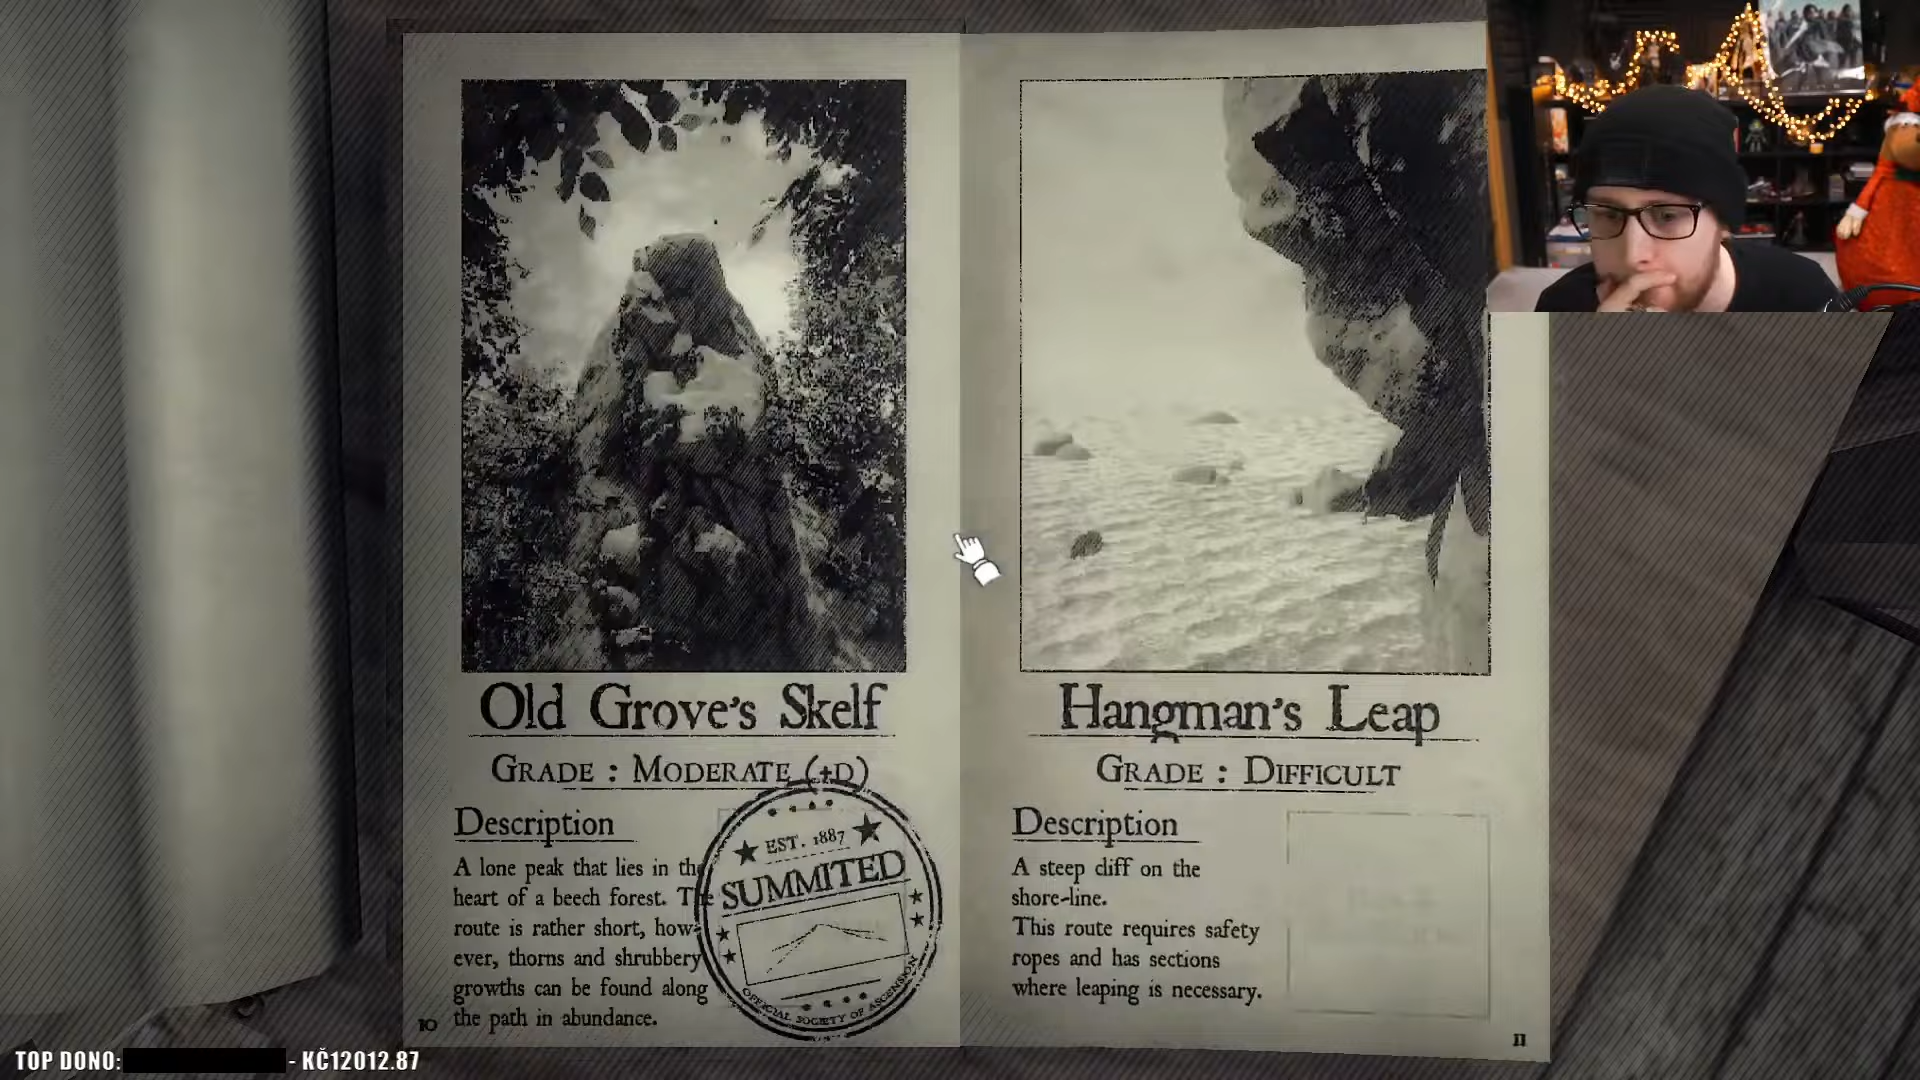 Old Grove's Skelf
GRADE : MODERATE (+D)
Description
A lone peak that lies in the
heart of a beech forest. The
route is rather short, how-
ever, thorns and shrubbery
growths can be found along
the path in abundance.
10
EST. 1887
SUMMITED
OFFICIAL SOCIETY OF ASCENSION
Hangman's Leap
GRADE : DIFFICULT
Description
A steep cliff on the
shore-line.
This route requires safety
ropes and has sections
where leaping is necessary.
11
TOP DONO: - KČ12012.87